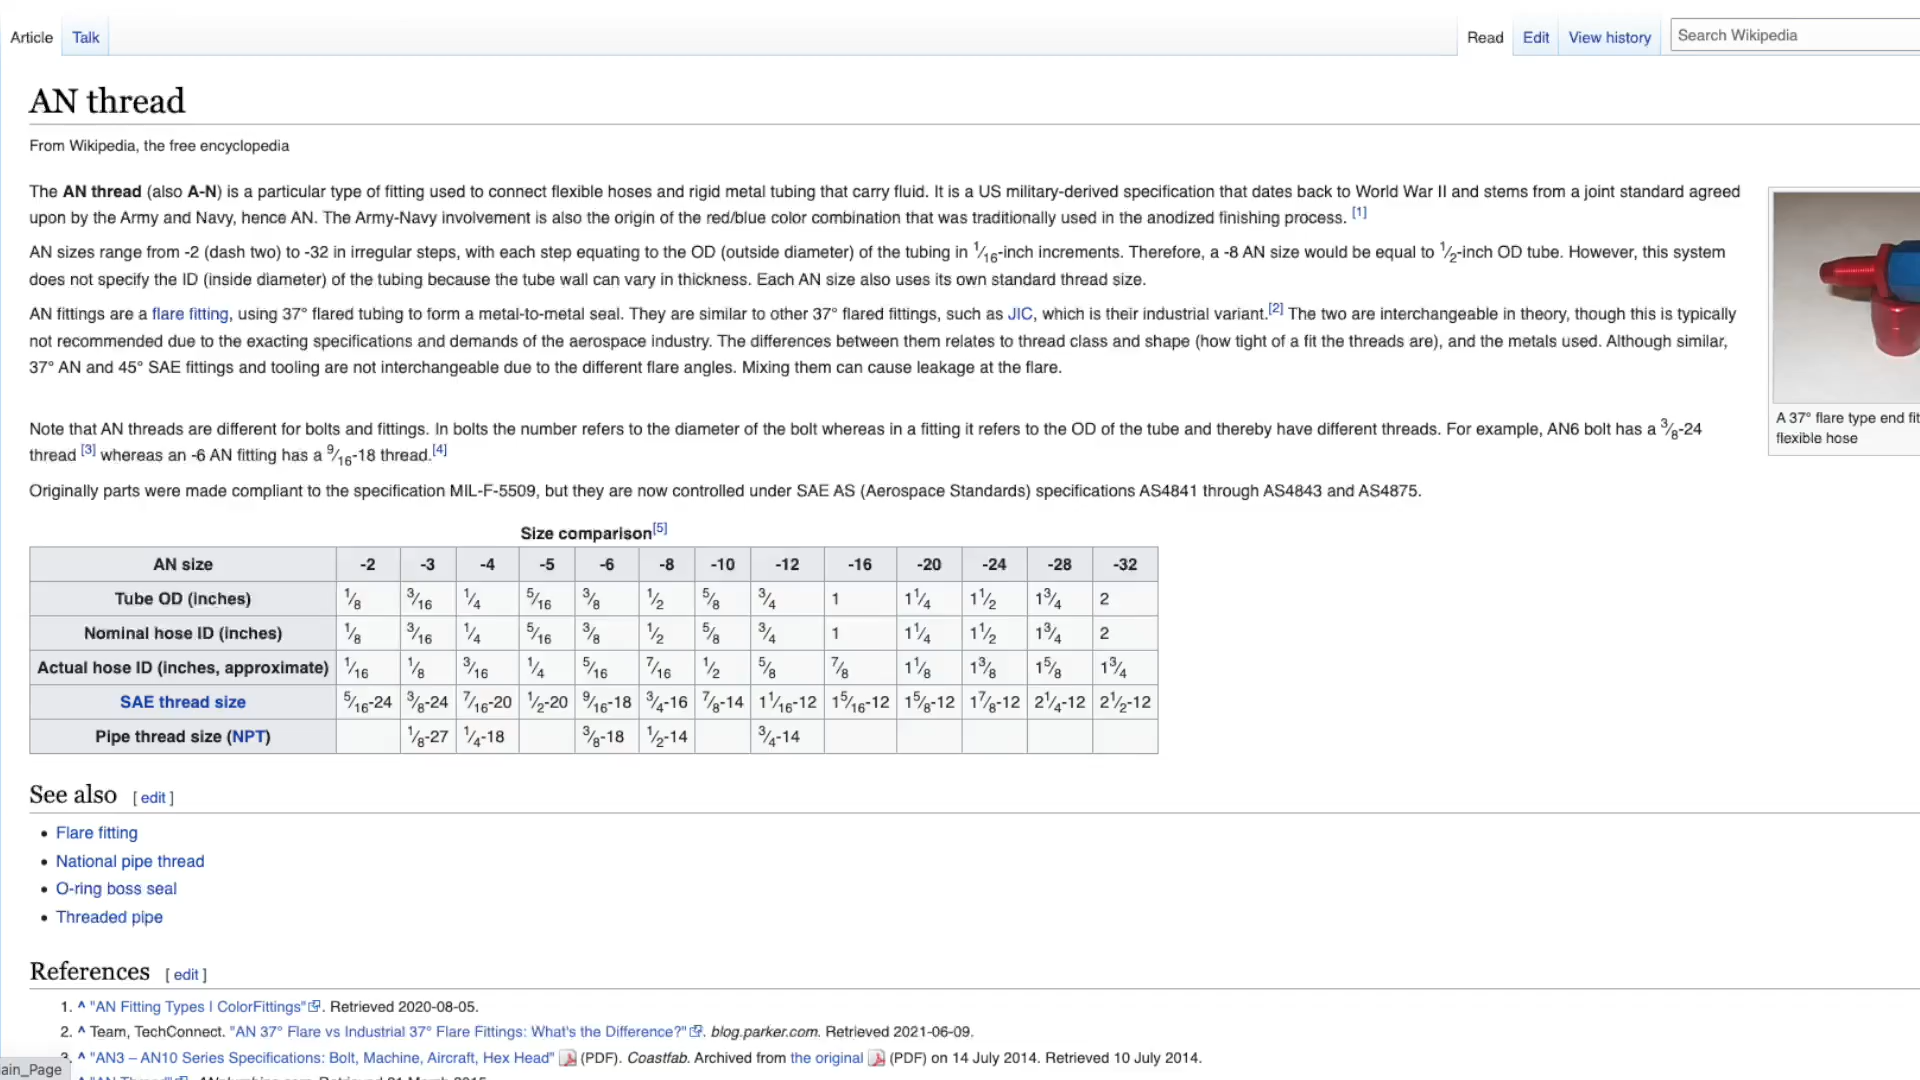 Article Talk Read Edit View history Search Wikipedia
AN thread
From Wikipedia, the free encyclopedia
The AN thread (also A-N) is a particular type of fitting used to connect flexible hoses and rigid metal tubing that carry fluid. It is a US military-derived specification that dates back to World War II and stems from a joint standard agreed
upon by the Army and Navy, hence AN. The Army-Navy involvement is also the origin of the red/blue color combination that was traditionally used in the anodized finishing process. [1]
AN sizes range from -2 (dash two) to -32 in irregular steps, with each step equating to the OD (outside diameter) of the tubing in 1⁄16-inch increments. Therefore, a -8 AN size would be equal to 1⁄2-inch OD tube. However, this system
does not specify the ID (inside diameter) of the tubing because the tube wall can vary in thickness. Each AN size also uses its own standard thread size.
AN fittings are a flare fitting, using 37° flared tubing to form a metal-to-metal seal. They are similar to other 37° flared fittings, such as JIC, which is their industrial variant.[2] The two are interchangeable in theory, though this is typically
not recommended due to the exacting specifications and demands of the aerospace industry. The differences between them relates to thread class and shape (how tight of a fit the threads are), and the metals used. Although similar,
37° AN and 45° SAE fittings and tooling are not interchangeable due to the different flare angles. Mixing them can cause leakage at the flare.
A 37° flare type end fit
flexible hose
Note that AN threads are different for bolts and fittings. In bolts the number refers to the diameter of the bolt whereas in a fitting it refers to the OD of the tube and thereby have different threads. For example, AN6 bolt has a 3⁄8-24
thread [3] whereas an -6 AN fitting has a 9⁄16-18 thread.[4]
Originally parts were made compliant to the specification MIL-F-5509, but they are now controlled under SAE AS (Aerospace Standards) specifications AS4841 through AS4843 and AS4875.
Size comparison[5]
AN size -2 -3 -4 -5 -6 -8 -10 -12 -16 -20 -24 -28 -32
Tube OD (inches) 1⁄8 3⁄16 1⁄4 5⁄16 3⁄8 1⁄2 5⁄8 3⁄4 1 1 1⁄4 1 1⁄2 1 3⁄4 2
Nominal hose ID (inches) 1⁄8 3⁄16 1⁄4 5⁄16 3⁄8 1⁄2 5⁄8 3⁄4 1 1 1⁄4 1 1⁄2 1 3⁄4 2
Actual hose ID (inches, approximate) 1⁄16 1⁄8 3⁄16 1⁄4 5⁄16 7⁄16 1⁄2 5⁄8 7⁄8 1 1⁄8 1 3⁄8 1 5⁄8 1 3⁄4
SAE thread size 5⁄16-24 3⁄8-24 7⁄16-20 1⁄2-20 9⁄16-18 3⁄4-16 7⁄8-14 1 1⁄16-12 1 5⁄16-12 1 5⁄8-12 1 7⁄8-12 2 1⁄4-12 2 1⁄2-12
Pipe thread size (NPT) 1⁄8-27 1⁄4-18 3⁄8-18 1⁄2-14 3⁄4-14
See also [ edit ]
• Flare fitting
• National pipe thread
• O-ring boss seal
• Threaded pipe
References [ edit ]
1. ^ "AN Fitting Types | ColorFittings". Retrieved 2020-08-05.
2. ^ Team, TechConnect. "AN 37° Flare vs Industrial 37° Flare Fittings: What's the Difference?". blog.parker.com. Retrieved 2021-06-09.
3. ^ "AN3 – AN10 Series Specifications: Bolt, Machine, Aircraft, Hex Head" (PDF). Coastfab. Archived from the original (PDF) on 14 July 2014. Retrieved 10 July 2014.
ain_Page